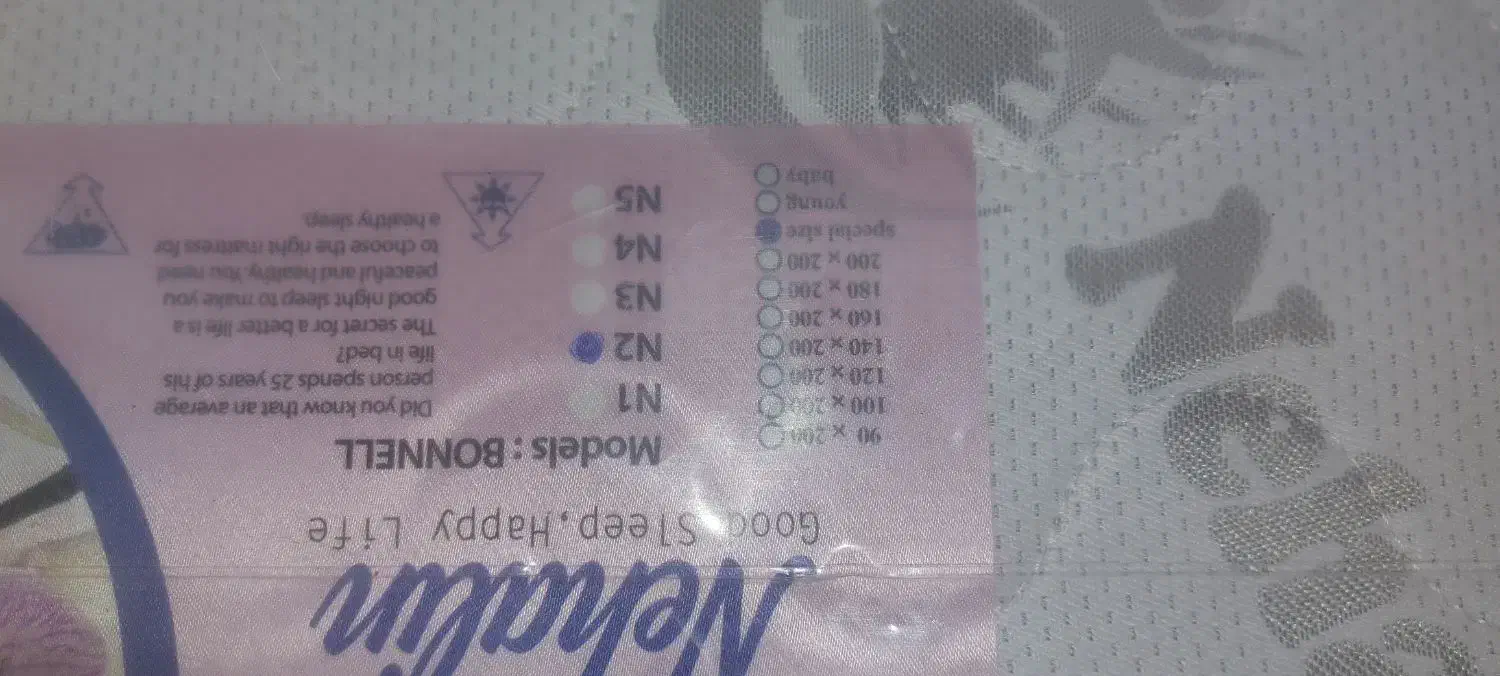 Nehalin
Good Sleep,Happy Life
90 × 200
100 × 200
120 × 200
140 × 200
160 × 200
180 × 200
200 × 200
special size
young
baby
Models : BONNELL
N1
N2
N3
N4
N5
Did you know that an average
person spends 25 years of his
life in bed?
The secret for a better life is a
good night sleep to make you
peaceful and healthy. You need
to choose the right mattress for
a healthy sleep.
Neh